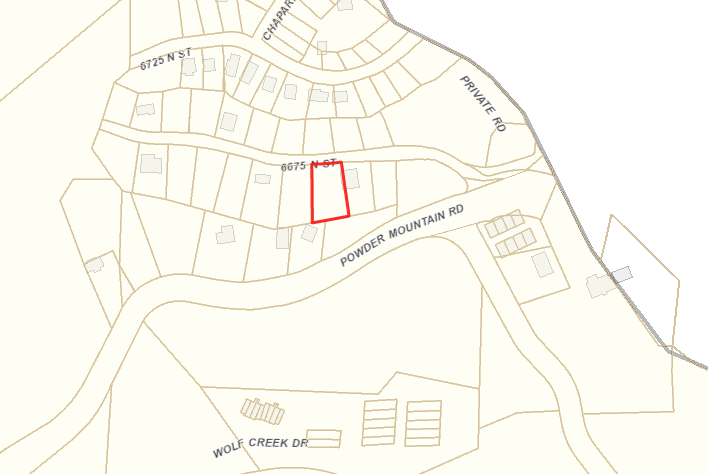 CHAPAR
6725 N ST
PRIVATE RD
6675 N ST
POWDER MOUNTAIN RD
WOLF CREEK DR